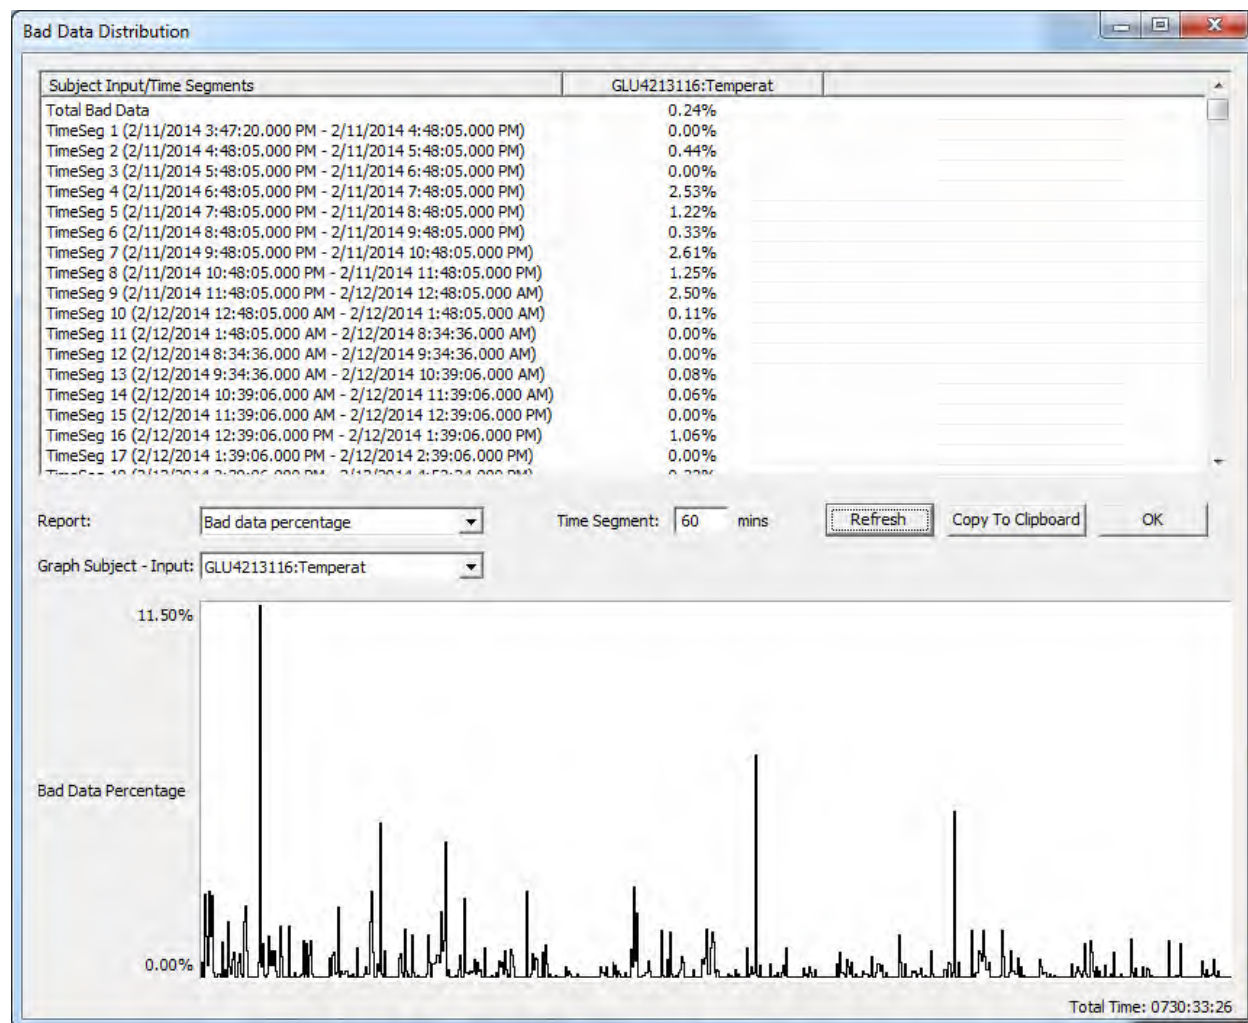 Bad Data Distribution
Subject Input/Time Segments GLU4213116:Temperat
Total Bad Data 0.24%
TimeSeg 1 (2/11/2014 3:47:20.000 PM - 2/11/2014 4:48:05.000 PM) 0.00%
TimeSeg 2 (2/11/2014 4:48:05.000 PM - 2/11/2014 5:48:05.000 PM) 0.44%
TimeSeg 3 (2/11/2014 5:48:05.000 PM - 2/11/2014 6:48:05.000 PM) 0.00%
TimeSeg 4 (2/11/2014 6:48:05.000 PM - 2/11/2014 7:48:05.000 PM) 2.53%
TimeSeg 5 (2/11/2014 7:48:05.000 PM - 2/11/2014 8:48:05.000 PM) 1.22%
TimeSeg 6 (2/11/2014 8:48:05.000 PM - 2/11/2014 9:48:05.000 PM) 0.33%
TimeSeg 7 (2/11/2014 9:48:05.000 PM - 2/11/2014 10:48:05.000 PM) 2.61%
TimeSeg 8 (2/11/2014 10:48:05.000 PM - 2/11/2014 11:48:05.000 PM) 1.25%
TimeSeg 9 (2/11/2014 11:48:05.000 PM - 2/12/2014 12:48:05.000 AM) 2.50%
TimeSeg 10 (2/12/2014 12:48:05.000 AM - 2/12/2014 1:48:05.000 AM) 0.11%
TimeSeg 11 (2/12/2014 1:48:05.000 AM - 2/12/2014 8:34:36.000 AM) 0.00%
TimeSeg 12 (2/12/2014 8:34:36.000 AM - 2/12/2014 9:34:36.000 AM) 0.00%
TimeSeg 13 (2/12/2014 9:34:36.000 AM - 2/12/2014 10:39:06.000 AM) 0.08%
TimeSeg 14 (2/12/2014 10:39:06.000 AM - 2/12/2014 11:39:06.000 AM) 0.06%
TimeSeg 15 (2/12/2014 11:39:06.000 AM - 2/12/2014 12:39:06.000 PM) 0.00%
TimeSeg 16 (2/12/2014 12:39:06.000 PM - 2/12/2014 1:39:06.000 PM) 1.06%
TimeSeg 17 (2/12/2014 1:39:06.000 PM - 2/12/2014 2:39:06.000 PM) 0.00%
Report: Bad data percentage Time Segment: 60 mins Refresh Copy To Clipboard OK
Graph Subject - Input: GLU4213116:Temperat
11.50%
Bad Data Percentage
0.00%
Total Time: 0730:33:26